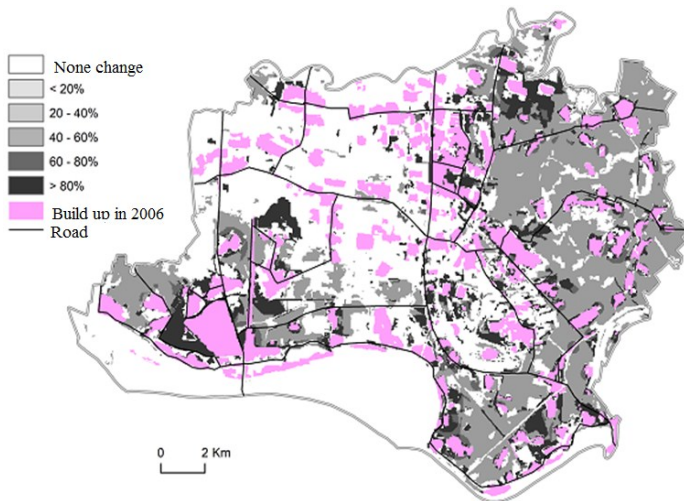 None change
< 20%
20 - 40%
40 - 60%
60 - 80%
> 80%
Build up in 2006
Road
0 2 Km